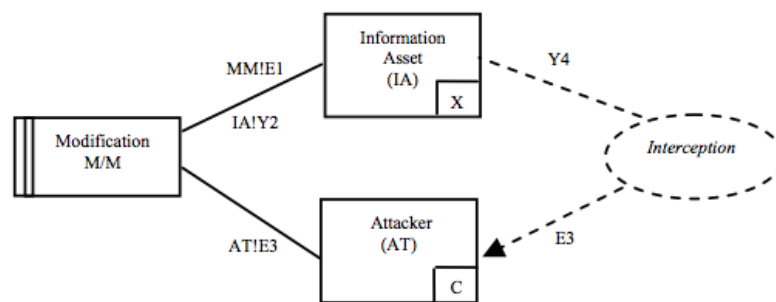 Information
Asset
(IA)
X
MM!E1
Y4
IA!Y2
Modification
M/M
Interception
Attacker
(AT)
C
AT!E3
E3